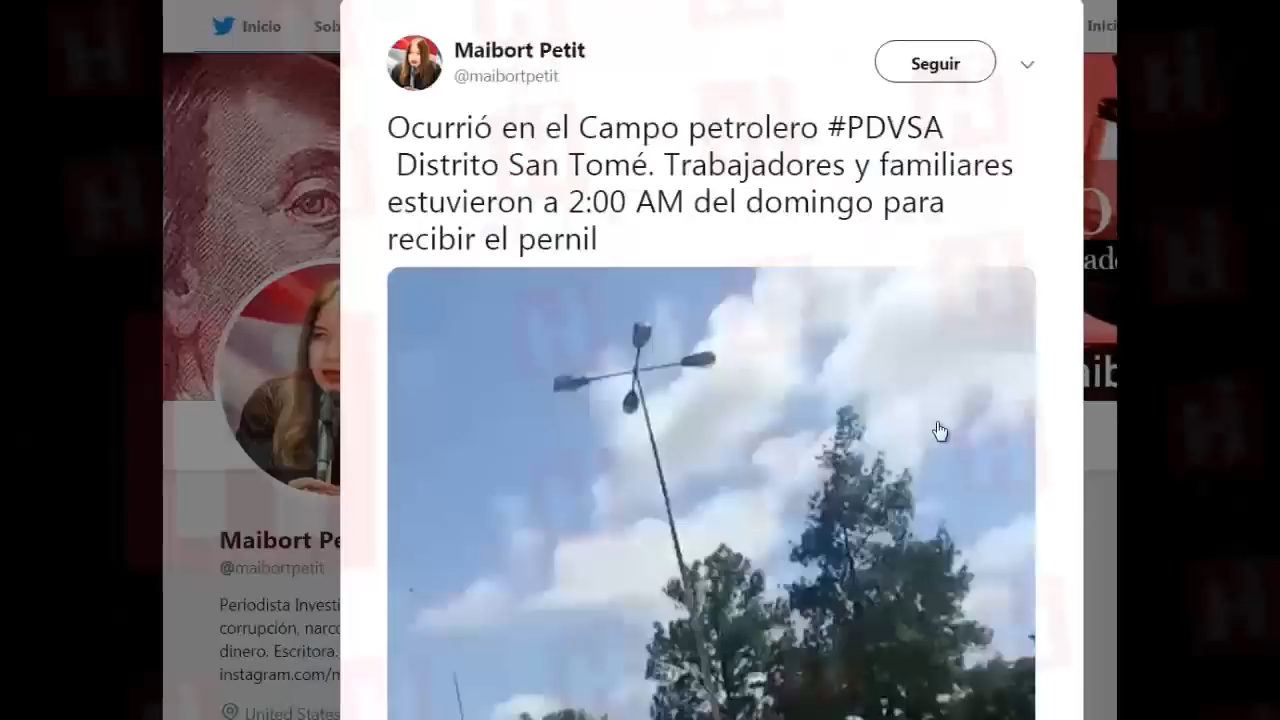 Inicio
Maibort Petit
@maibortpetit
Seguir
Ocurrió en el Campo petrolero #PDVSA
Distrito San Tomé. Trabajadores y familiares
estuvieron a 2:00 AM del domingo para
recibir el pernil
Maibort Pe
@maibortpetit
Periodista Investi
corrupción, narco
dinero. Escritora.
instagram.com/m
United States